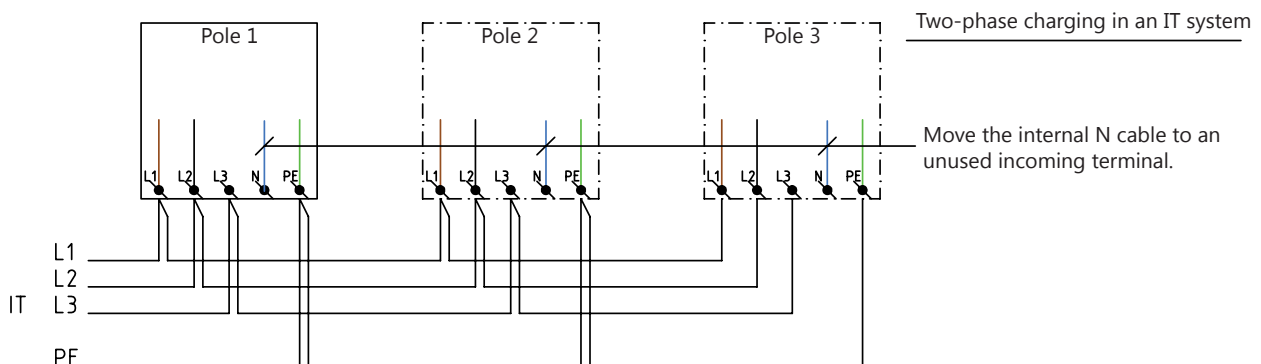 Two-phase charging in an IT system
Pole 1 Pole 2 Pole 3
Move the internal N cable to an
unused incoming terminal.
L1 L2 L3 N PE L1 L2 L3 N PE L1 L2 L3 N PE
L1
L2
IT L3
PE